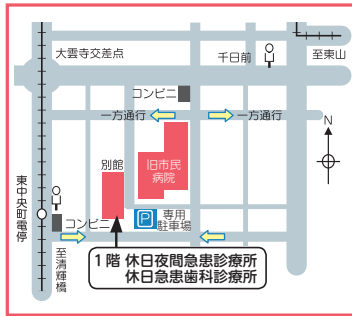 大雲寺交差点
千日前
至東山
コンビニ
一方通行
一方通行
N
別館
旧市民
病院
東中央町電停
コンビニ
P
専用
駐車場
至清輝橋
1階 休日夜間急患診療所
休日急患歯科診療所